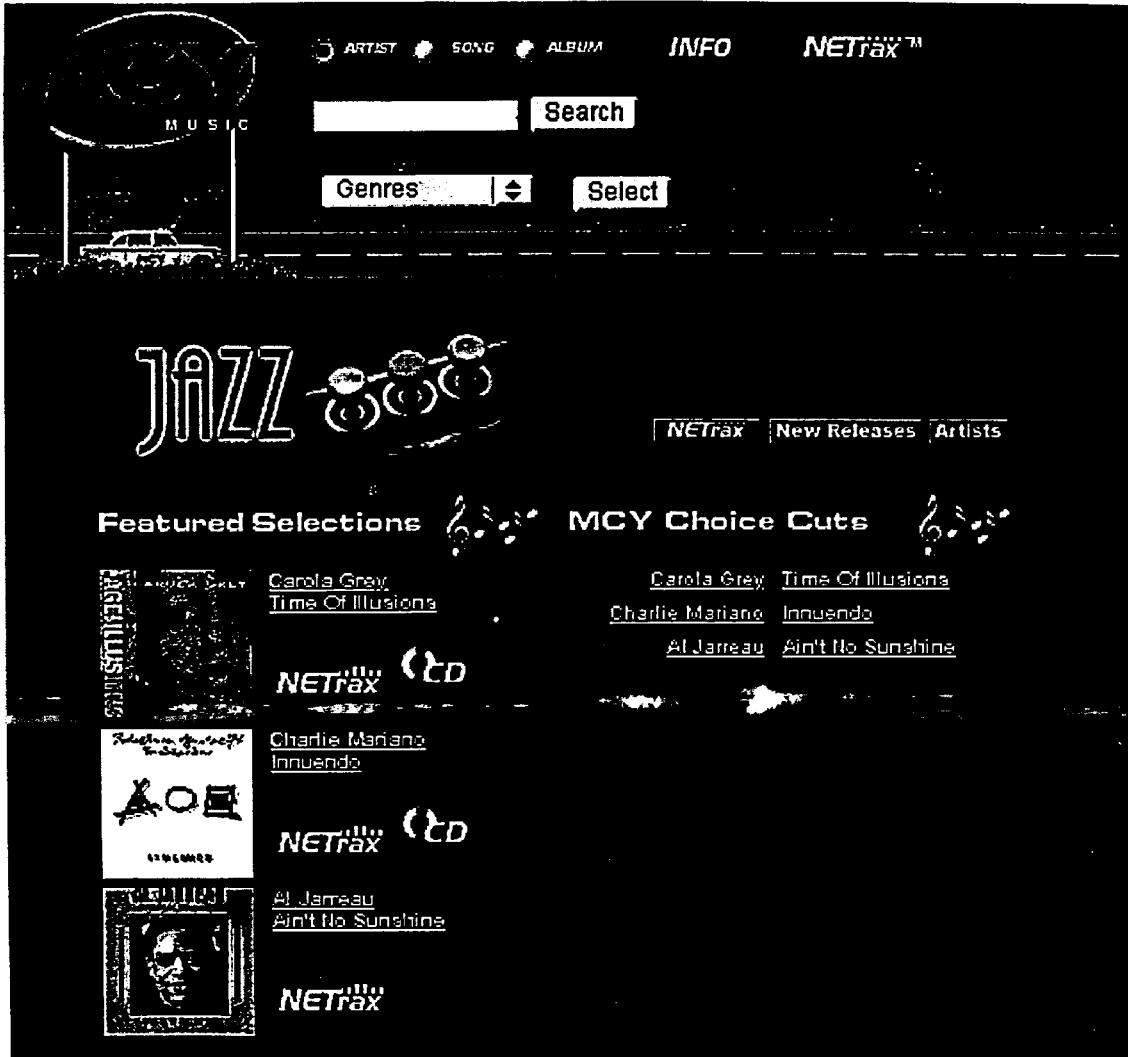 ARTIST SONG ALBUM INFO NETrax™
MUSIC
Search
Genres Select
JAZZ
NETrax New Releases Artists
Featured Selections MCY Choice Cuts
Carola Grey
Time Of Illusions
NETrax CD
Charlie Mariano
Innuendo
NETrax CD
Al Jarreau
Ain't No Sunshine
NETrax
Carola Grey Time Of Illusions
Charlie Mariano Innuendo
Al Jarreau Ain't No Sunshine